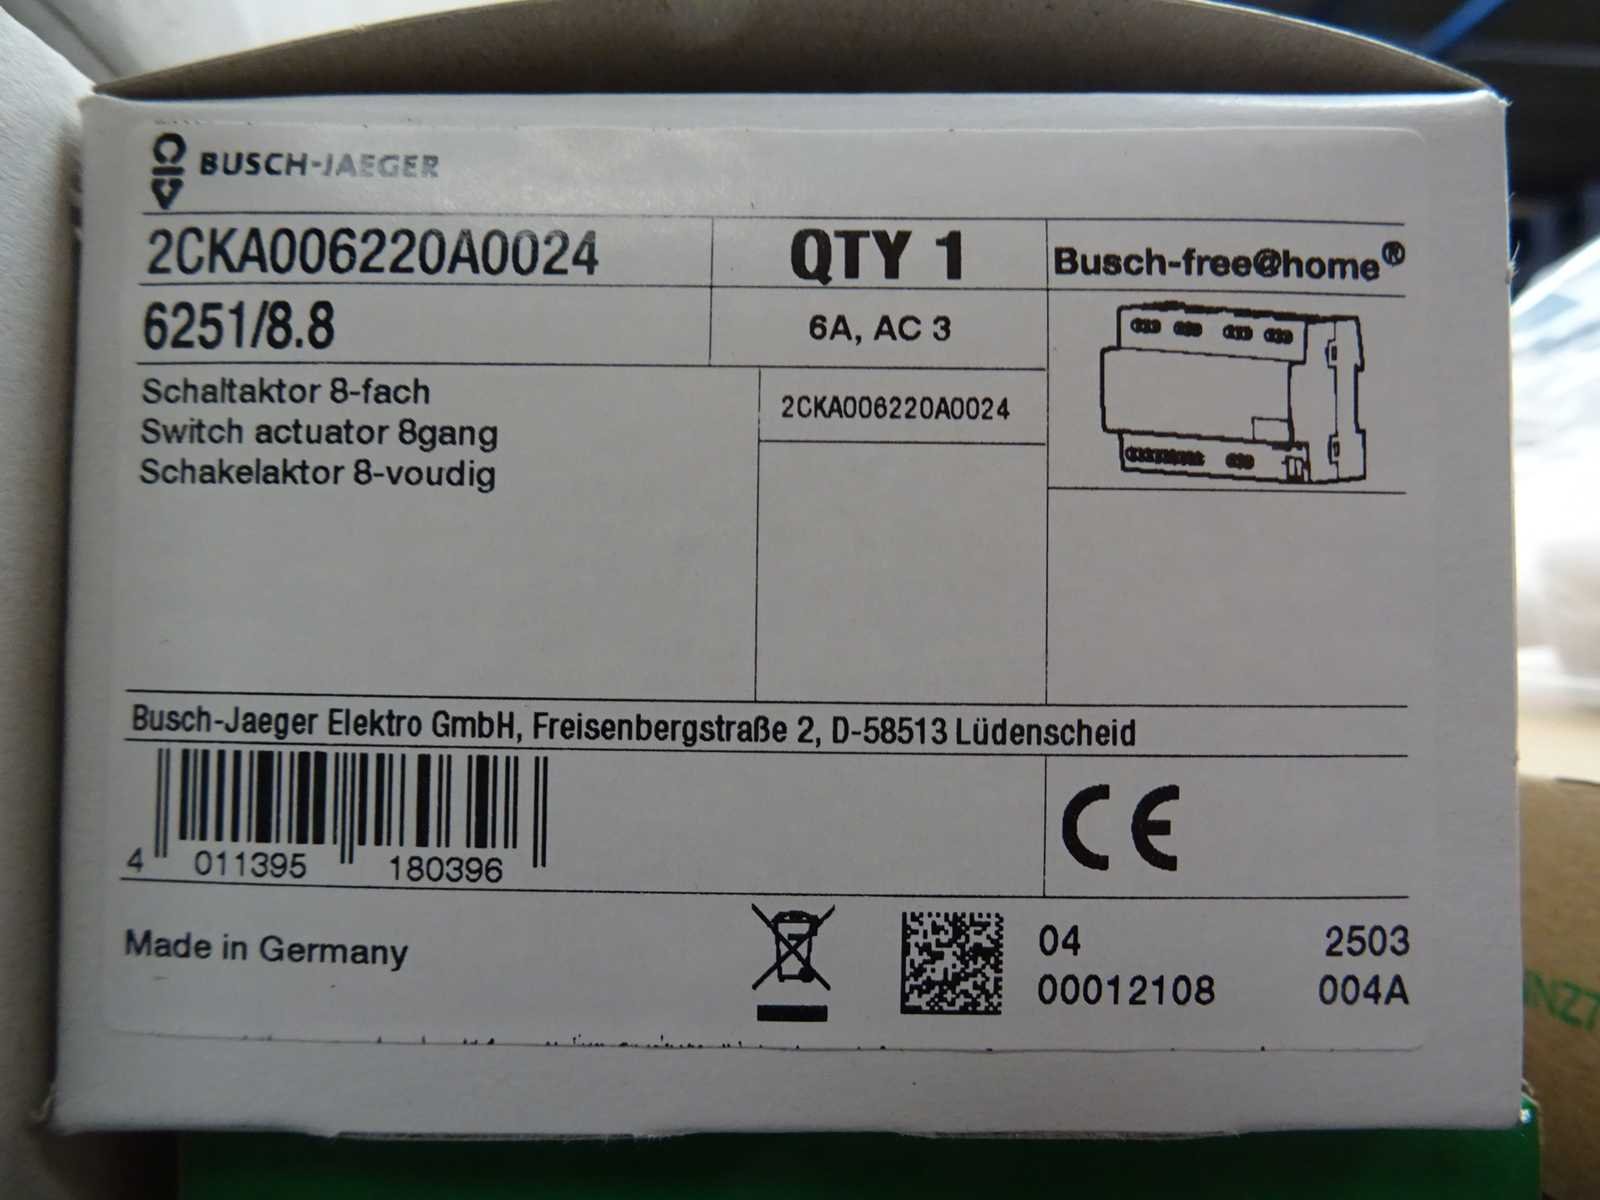 BUSCH-JAEGER
2CKA006220A0024
QTY 1
Busch-free@home®
6251/8.8
6A, AC 3
Schaltaktor 8-fach
Switch actuator 8gang
Schakelaktor 8-voudig
2CKA006220A0024
Busch-Jaeger Elektro GmbH, Freisenbergstraße 2, D-58513 Lüdenscheid
4 011395 180396
CE
Made in Germany
04 2503
00012108 004A
NZ7